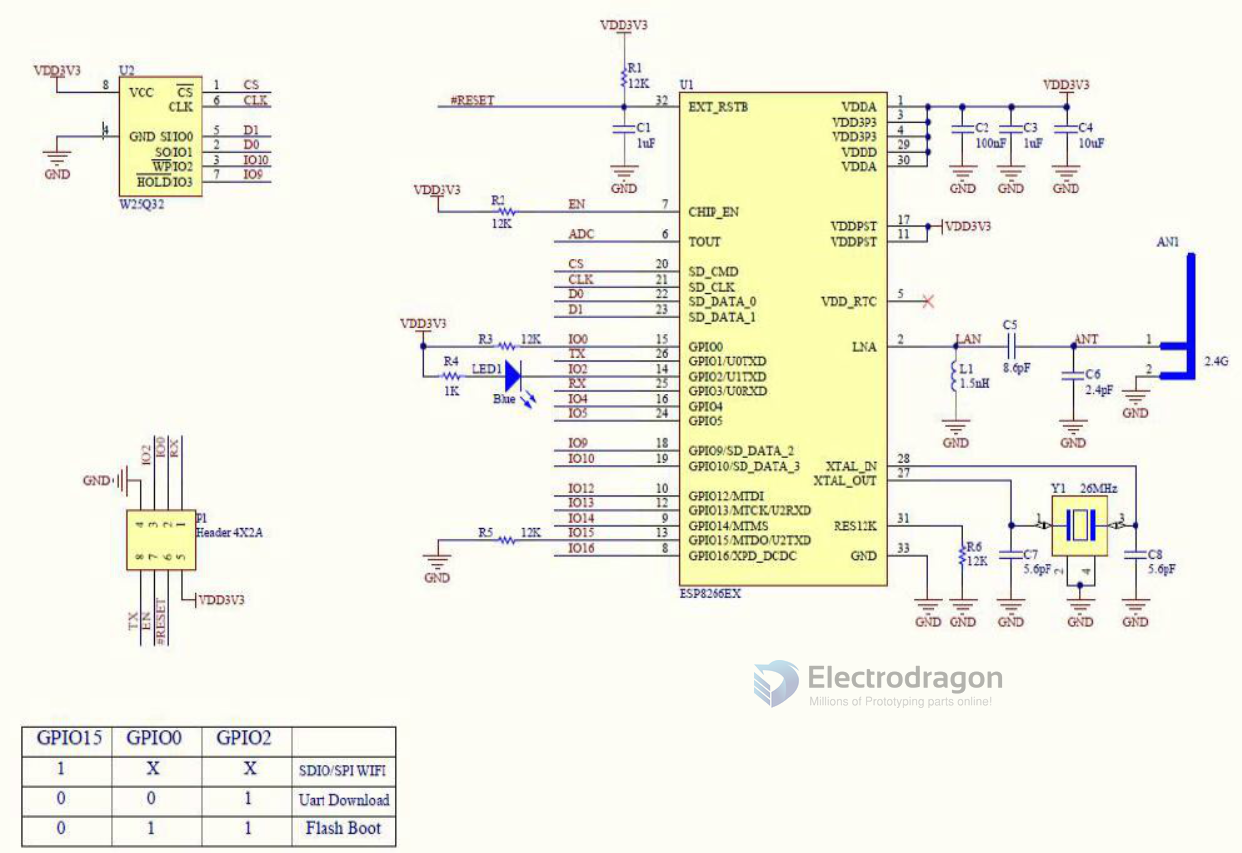 VDD3V3
R1
12K
#RESET
C1
1uF
GND
VDD3V3
U2
8 VCC CS 1 CS
CLK 6 CLK
4 GND SI/IO0 5 D1
SO/IO1 2 D0
WP/IO2 3 IO10
HOLD/IO3 7 IO9
GND
W25Q32
U1
32 EXT_RSTB
VDD3V3
R2
12K
EN 7 CHIP_EN
ADC 6 TOUT
CS 20 SD_CMD
CLK 21 SD_CLK
D0 22 SD_DATA_0
D1 23 SD_DATA_1
VDD3V3
R3 12K IO0 15 GPIO0
TX 26 GPIO1/U0TXD
R4
1K
LED1
Blue
IO2 14 GPIO2/U1TXD
RX 25 GPIO3/U0RXD
IO4 16 GPIO4
IO5 24 GPIO5
IO9 18 GPIO9/SD_DATA_2
IO10 19 GPIO10/SD_DATA_3
IO12 10 GPIO12/MTDI
IO13 12 GPIO13/MTCK/U2RXD
IO14 9 GPIO14/MTMS
R5 12K IO15 13 GPIO15/MTDO/U2TXD
IO16 8 GPIO16/XPD_DCDC
GND
ESP8266EX
VDDA 1
VDD3P3 3
VDD3P3 4
VDDD 29
VDDA 30
VDD3V3
C2
100nF
C3
1uF
C4
10uF
GND GND GND
VDDPST 17 VDD3V3
VDDPST 11
VDD_RTC 5
LNA 2 LAN
C5
8.6pF
ANT
1
2
AN1
2.4G
L1
1.5uH
C6
2.4pF
GND
GND GND
XTAL_IN 28
XTAL_OUT 27
Y1 26MHz
1 3
2 4
RES12K 31
GND 33
R6
12K
C7
5.6pF
C8
5.6pF
GND GND GND GND GND
IO2
IO0
RX
GND
4 3 2 1
8 7 6 5
P1
Header 4X2A
VDD3V3
TX
EN
#RESET
Electrodragon
Millions of Prototyping parts online!
GPIO15 GPIO0 GPIO2
1 X X SDIO/SPI WIFI
0 0 1 Uart Download
0 1 1 Flash Boot